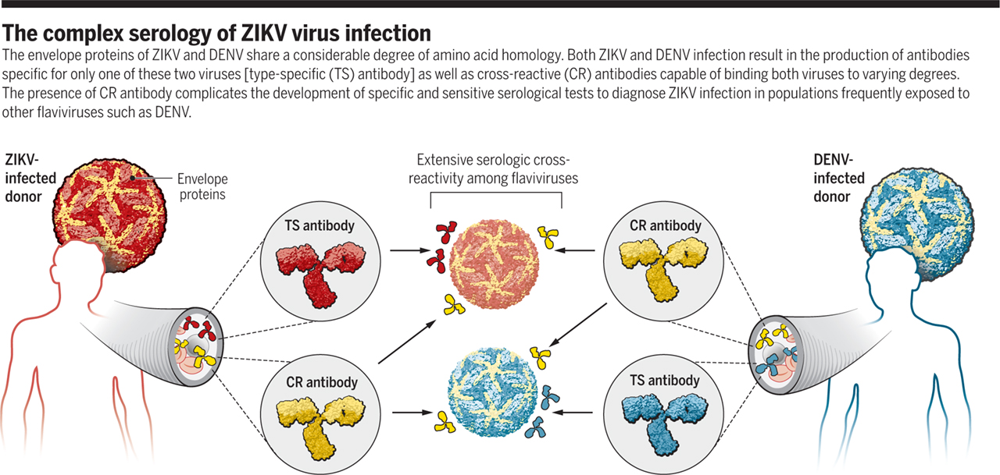 The complex serology of ZIKV virus infection
The envelope proteins of ZIKV and DENV share a considerable degree of amino acid homology. Both ZIKV and DENV infection result in the production of antibodies
specific for only one of these two viruses [type-specific (TS) antibody] as well as cross-reactive (CR) antibodies capable of binding both viruses to varying degrees.
The presence of CR antibody complicates the development of specific and sensitive serological tests to diagnose ZIKV infection in populations frequently exposed to
other flaviviruses such as DENV.
ZIKV-
infected
donor
Envelope
proteins
Extensive serologic cross-
reactivity among flaviviruses
DENV-
infected
donor
TS antibody
CR antibody
CR antibody
TS antibody